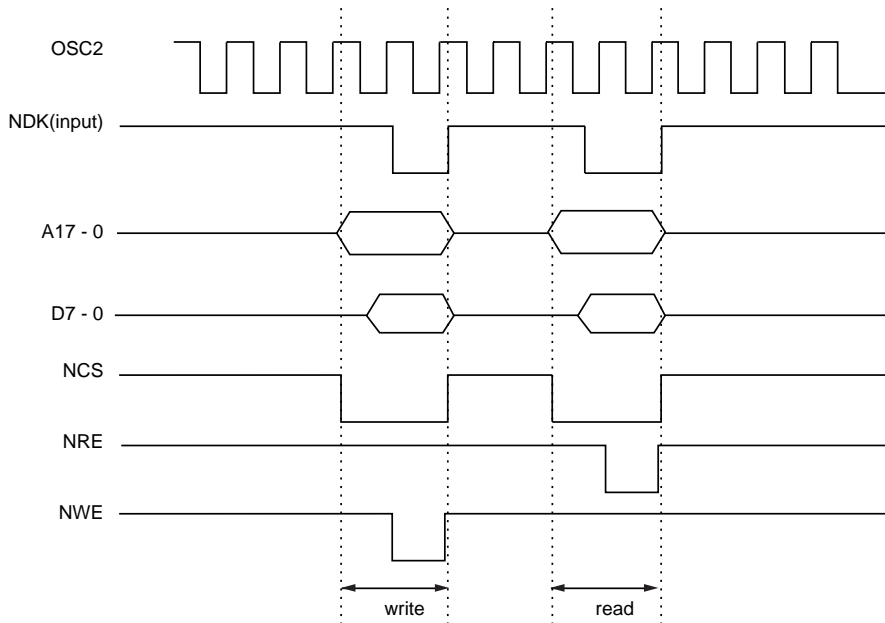 OSC2
NDK(input)
A17 - 0
D7 - 0
NCS
NRE
NWE
write read